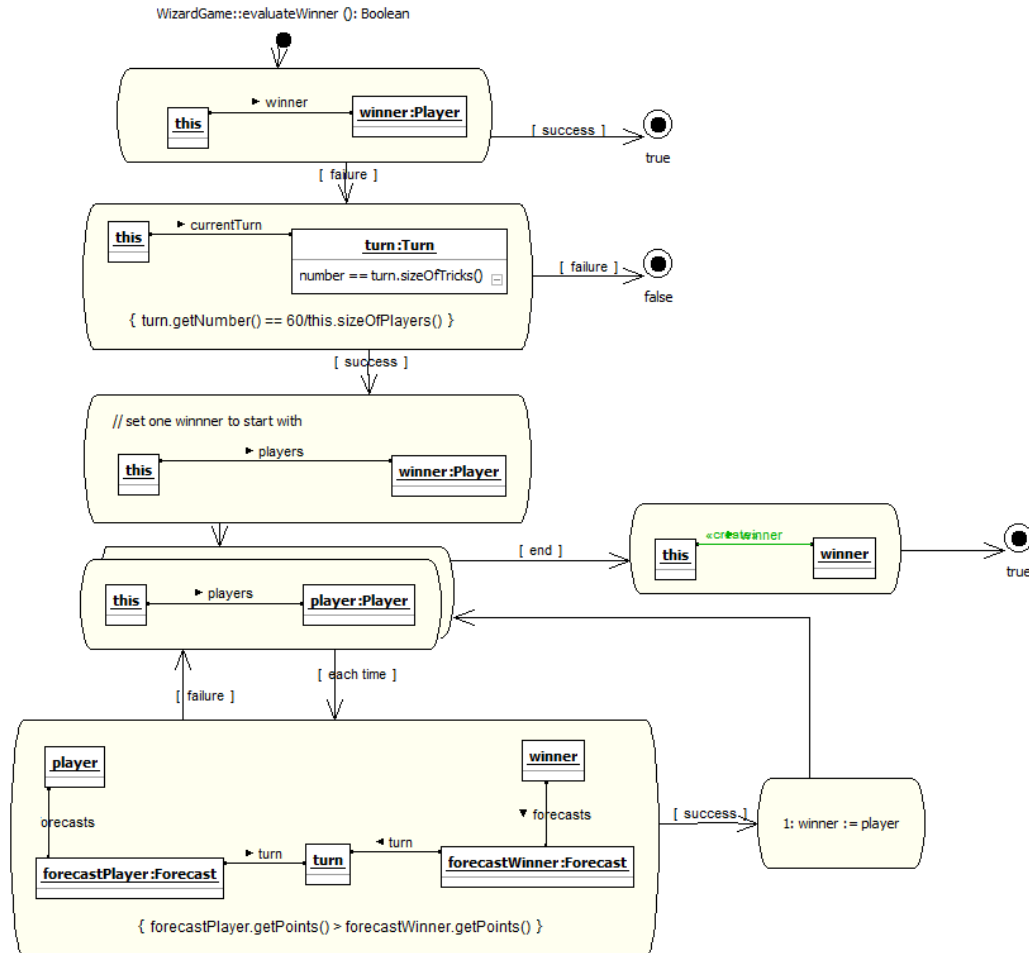 WizardGame::evaluateWinner (): Boolean
this
► winner
winner:Player
[ success ]
true
[ failure ]
this
► currentTurn
turn:Turn
number == turn.sizeOfTricks()
{ turn.getNumber() == 60/this.sizeOfPlayers() }
[ failure ]
false
[ success ]
// set one winnner to start with
this
► players
winner:Player
[ end ]
this
«create»
► winner
winner
true
this
► players
player:Player
[ failure ]
[ each time ]
player
winner
orecasts
▼ forecasts
forecastPlayer:Forecast
► turn
turn
◄ turn
forecastWinner:Forecast
{ forecastPlayer.getPoints() > forecastWinner.getPoints() }
[ success ]
1: winner := player